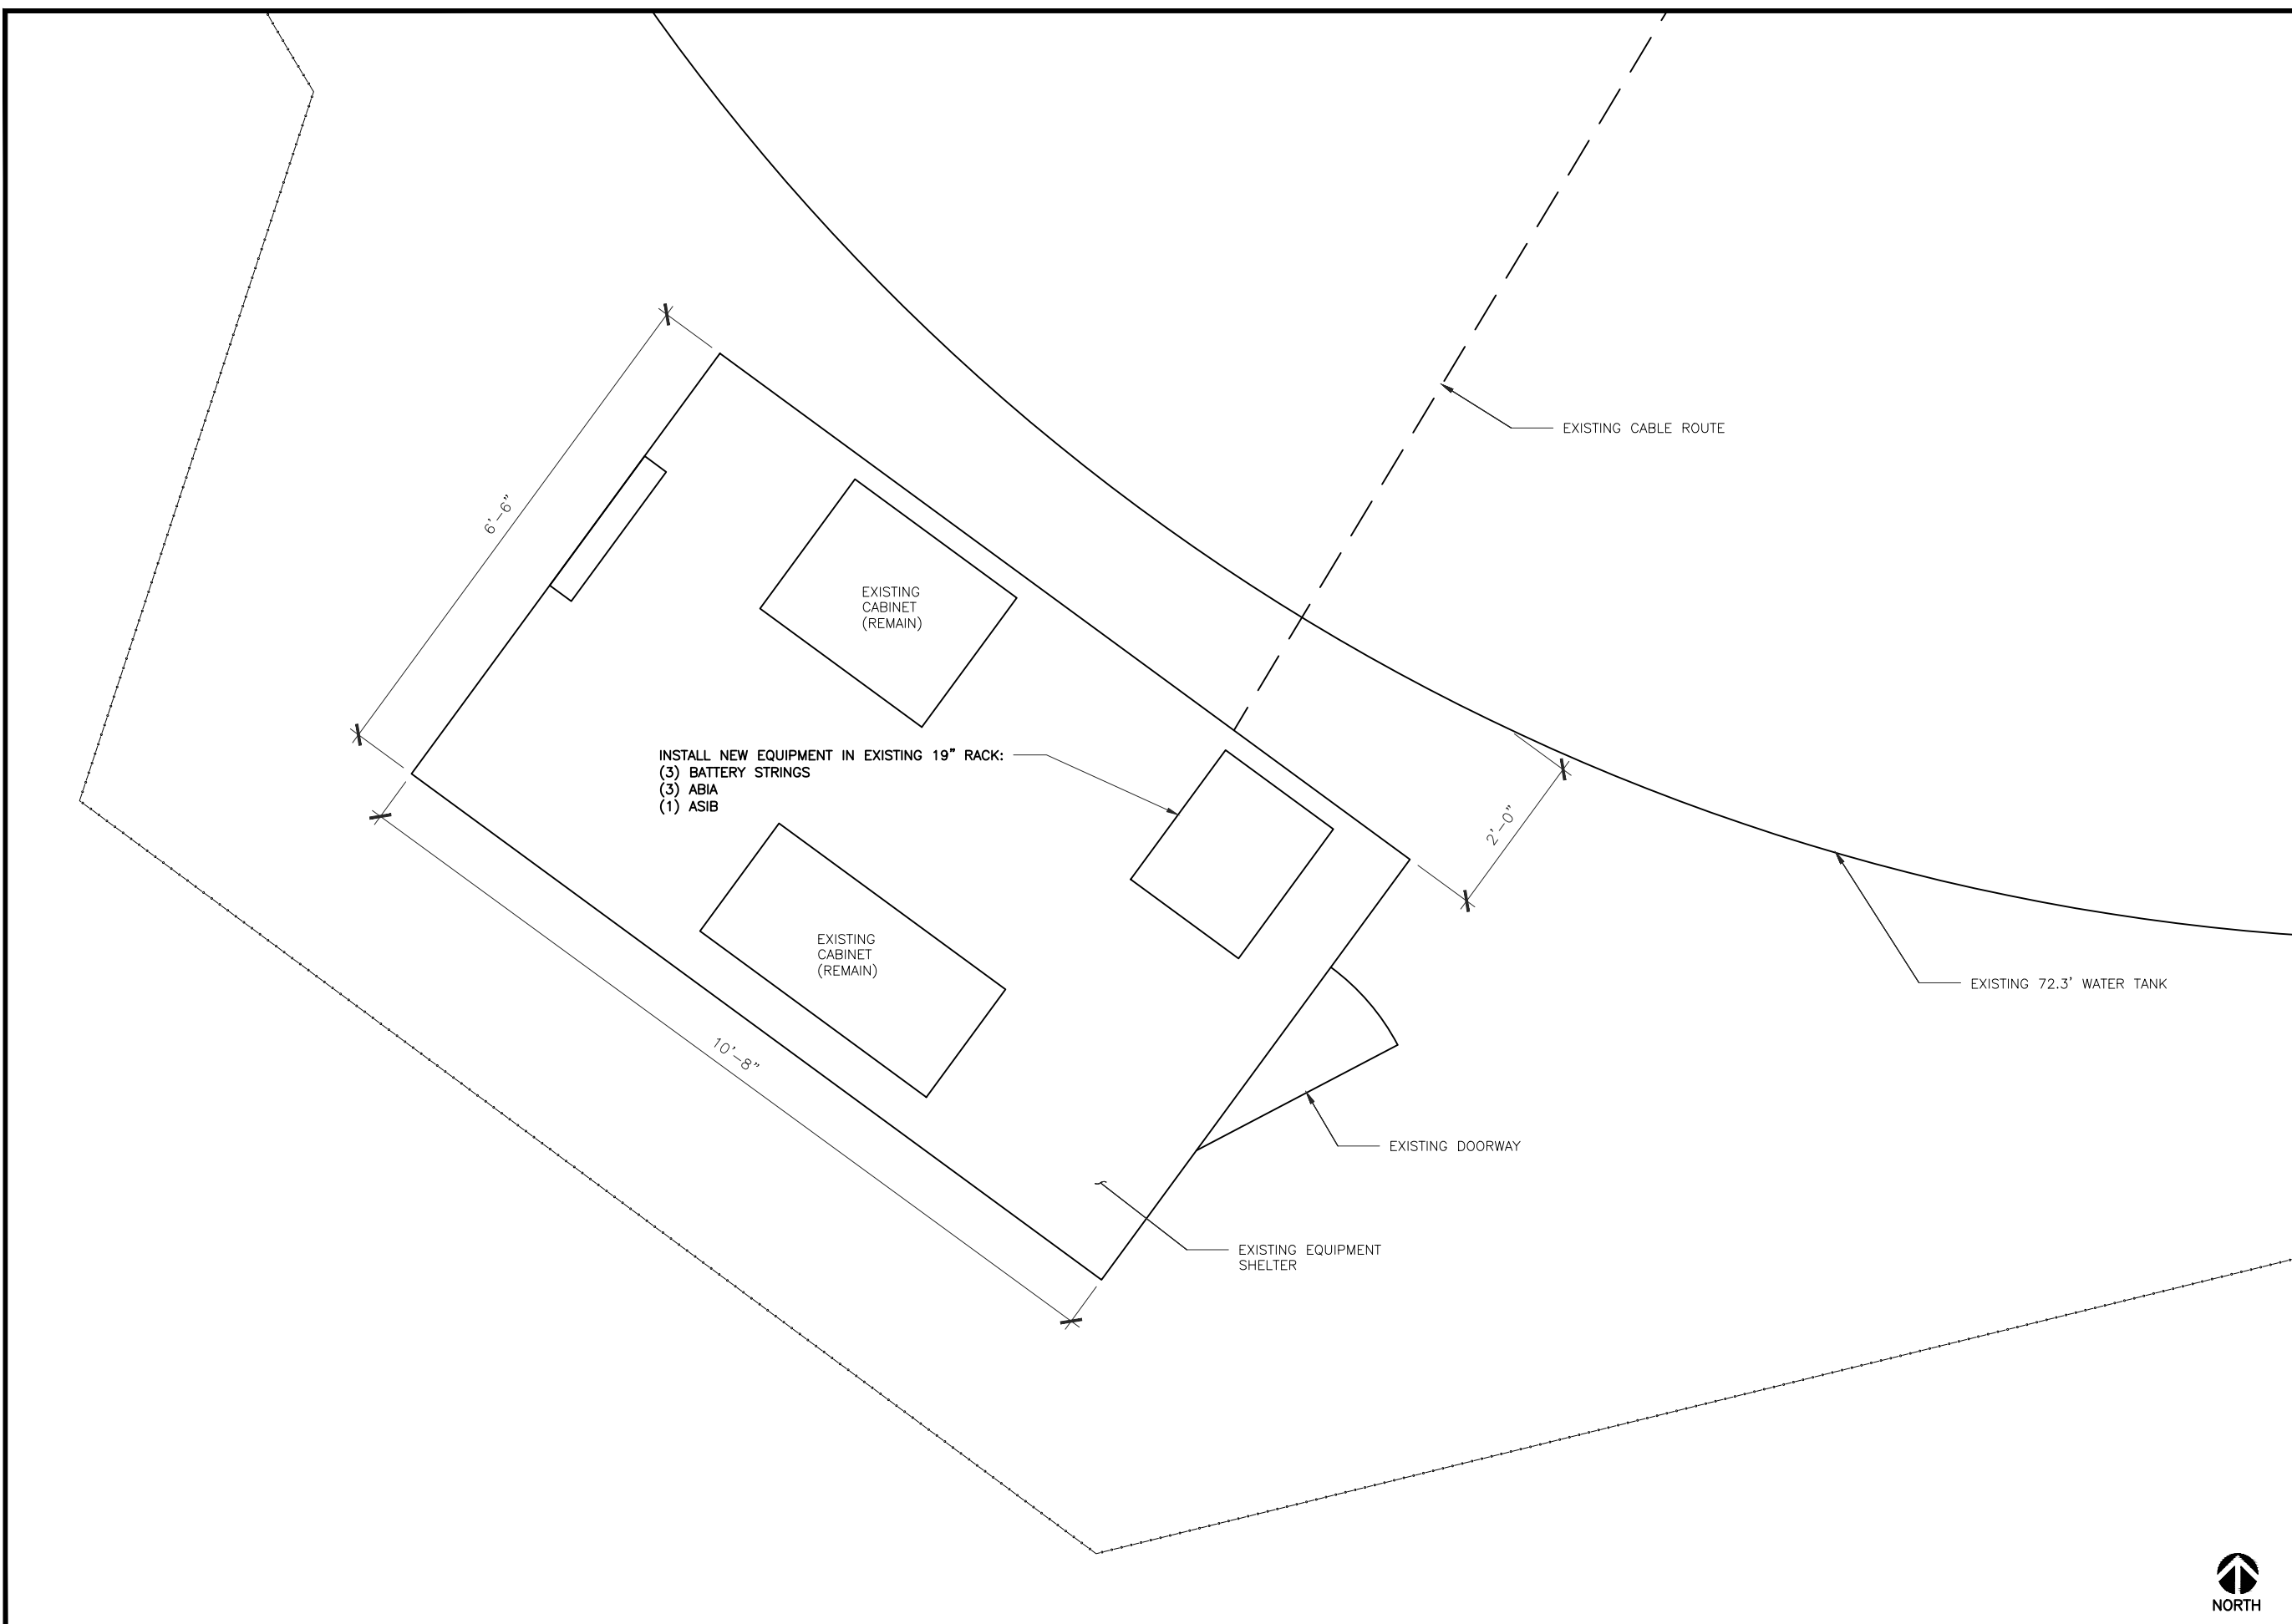 EXISTING CABLE ROUTE
6'-6"
EXISTING
CABINET
(REMAIN)
INSTALL NEW EQUIPMENT IN EXISTING 19" RACK:
(3) BATTERY STRINGS
(3) ABIA
(1) ASIB
2'-0"
EXISTING
CABINET
(REMAIN)
EXISTING 72.3' WATER TANK
10'-8"
EXISTING DOORWAY
EXISTING EQUIPMENT
SHELTER
NORTH